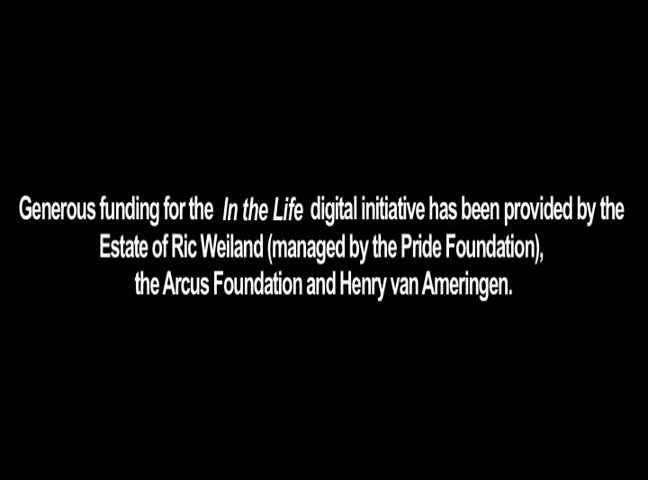 Generous funding for the In the Life digital initiative has been provided by the
Estate of Ric Weiland (managed by the Pride Foundation),
the Arcus Foundation and Henry van Ameringen.